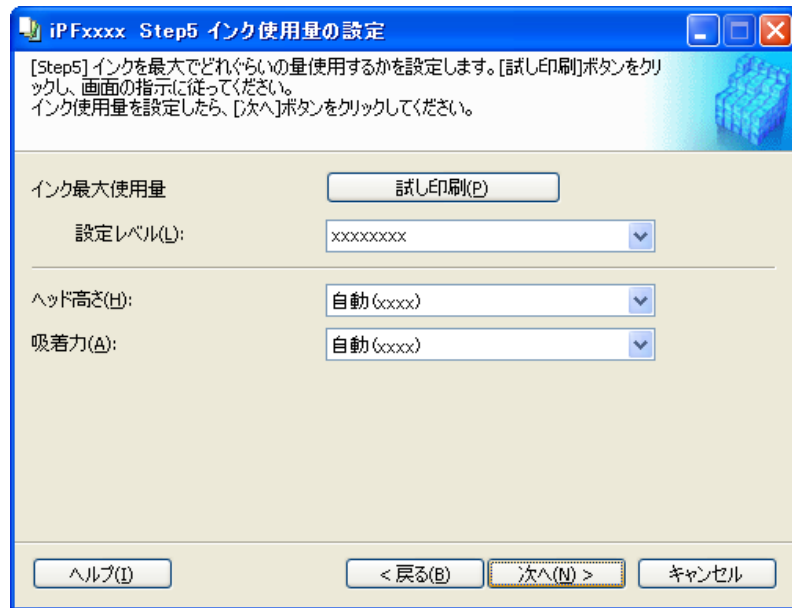 iPFxxxx Step5 インク使用量の設定
[Step5] インクを最大でどれぐらいの量使用するかを設定します。[試し印刷]ボタンをクリ
ックし、画面の指示に従ってください。
インク使用量を設定したら、[次へ]ボタンをクリックしてください。
インク最大使用量 試し印刷(P)
設定レベル(L): xxxxxxxx
ヘッド高さ(H): 自動(xxxx)
吸着力(A): 自動(xxxx)
ヘルプ(I) < 戻る(B) 次へ(N) > キャンセル